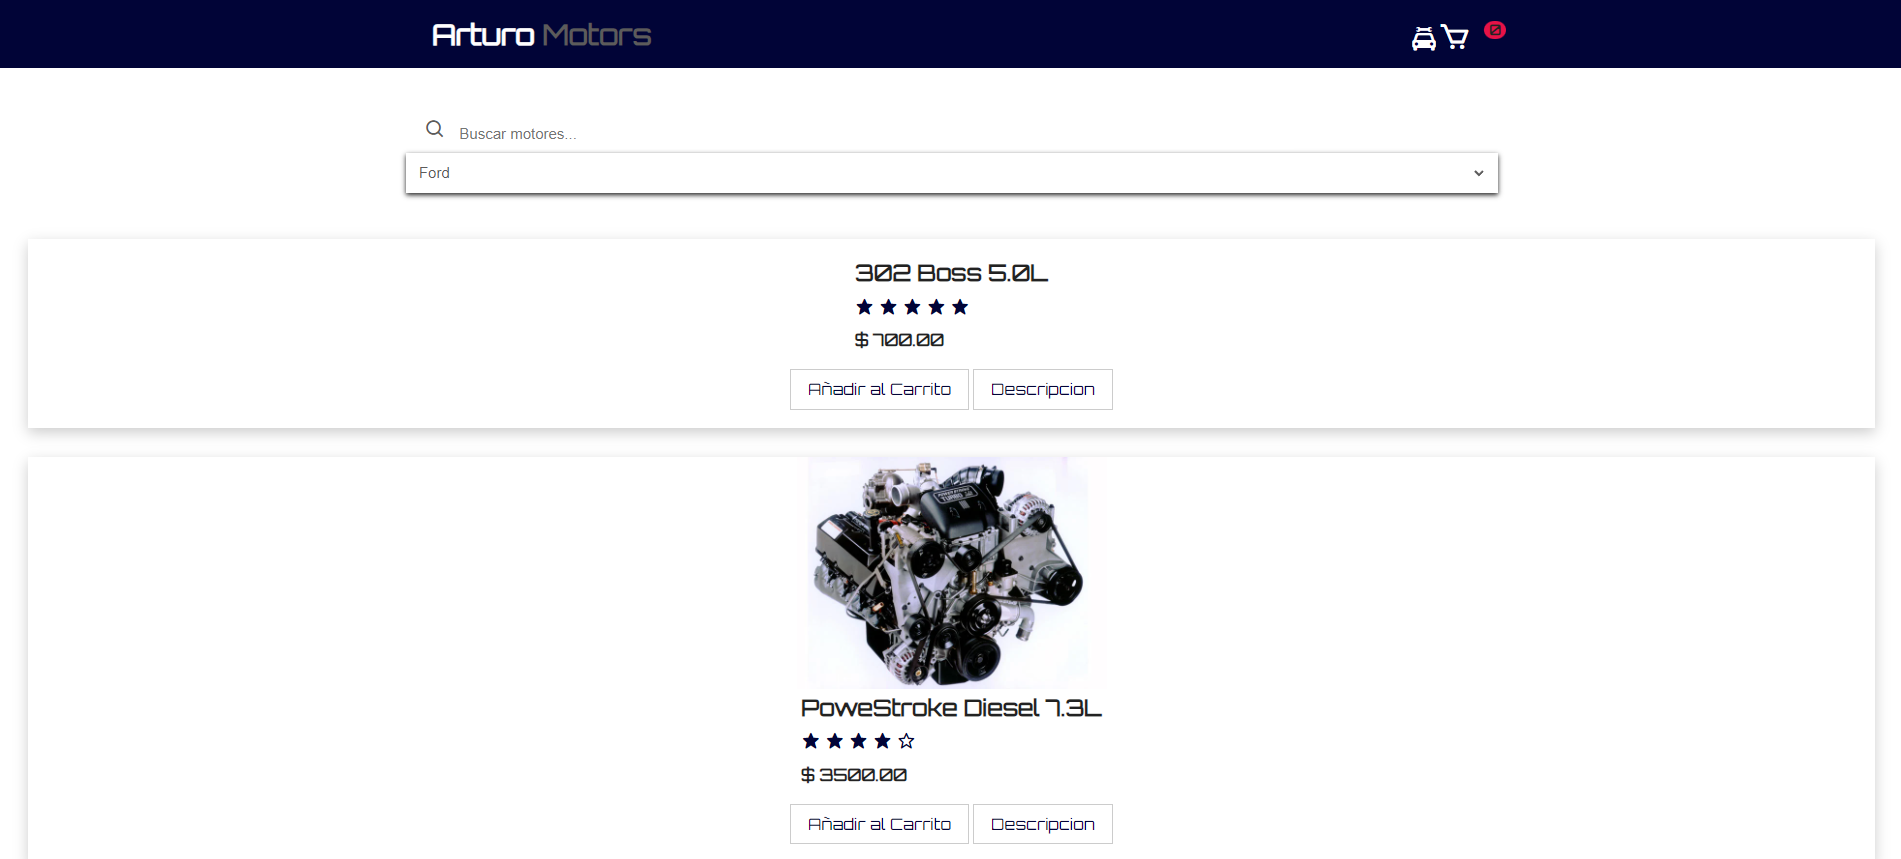 Arturo Motors
0
Buscar motores...
Ford
302 Boss 5.0L
$ 700.00
Añadir al Carrito Descripcion
PoweStroke Diesel 7.3L
$ 3500.00
Añadir al Carrito Descripcion